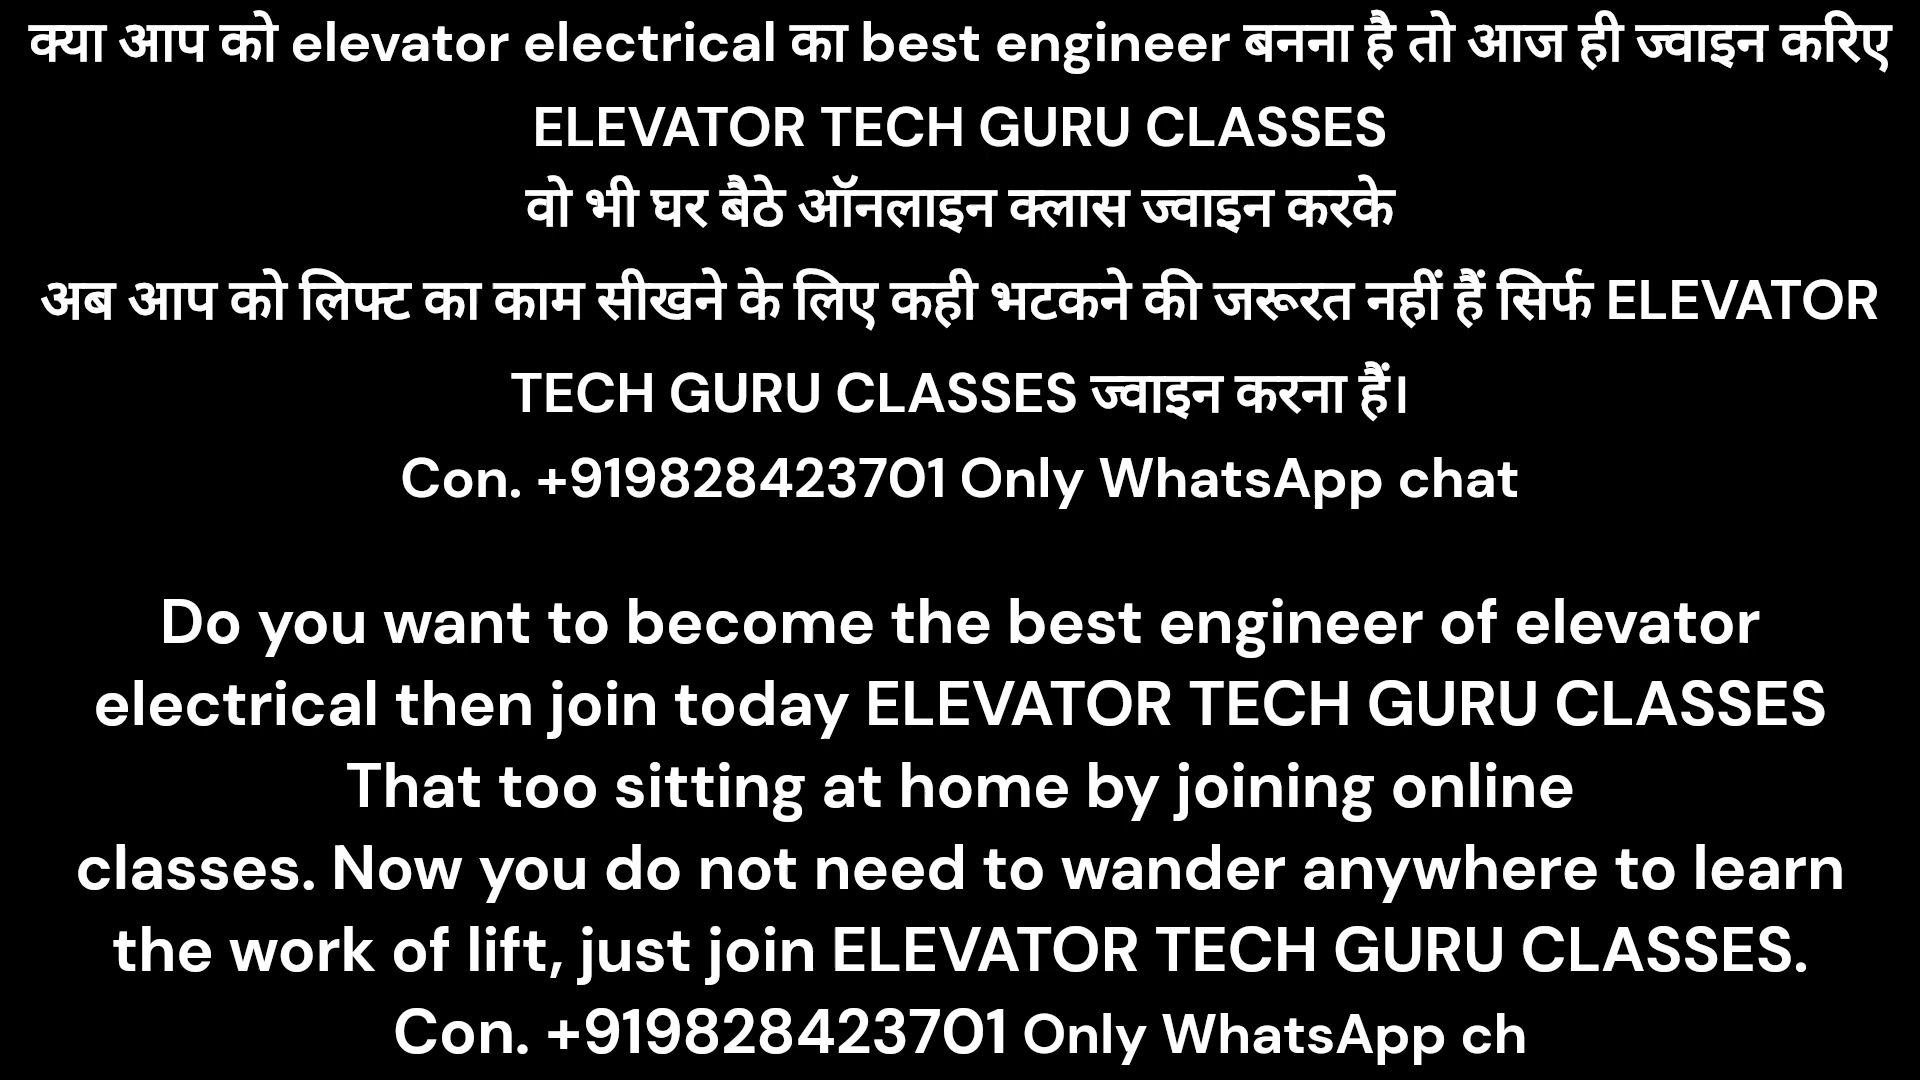 क्या आप को elevator electrical का best engineer बनना है तो आज ही ज्वाइन करिए
ELEVATOR TECH GURU CLASSES
वो भी घर बैठे ऑनलाइन क्लास ज्वाइन करके
अब आप को लिफ्ट का काम सीखने के लिए कही भटकने की जरूरत नहीं हैं सिर्फ ELEVATOR
TECH GURU CLASSES ज्वाइन करना हैं।
Con. +919828423701 Only WhatsApp chat
Do you want to become the best engineer of elevator
electrical then join today ELEVATOR TECH GURU CLASSES
That too sitting at home by joining online
classes. Now you do not need to wander anywhere to learn
the work of lift, just join ELEVATOR TECH GURU CLASSES.
Con. +919828423701 Only WhatsApp ch